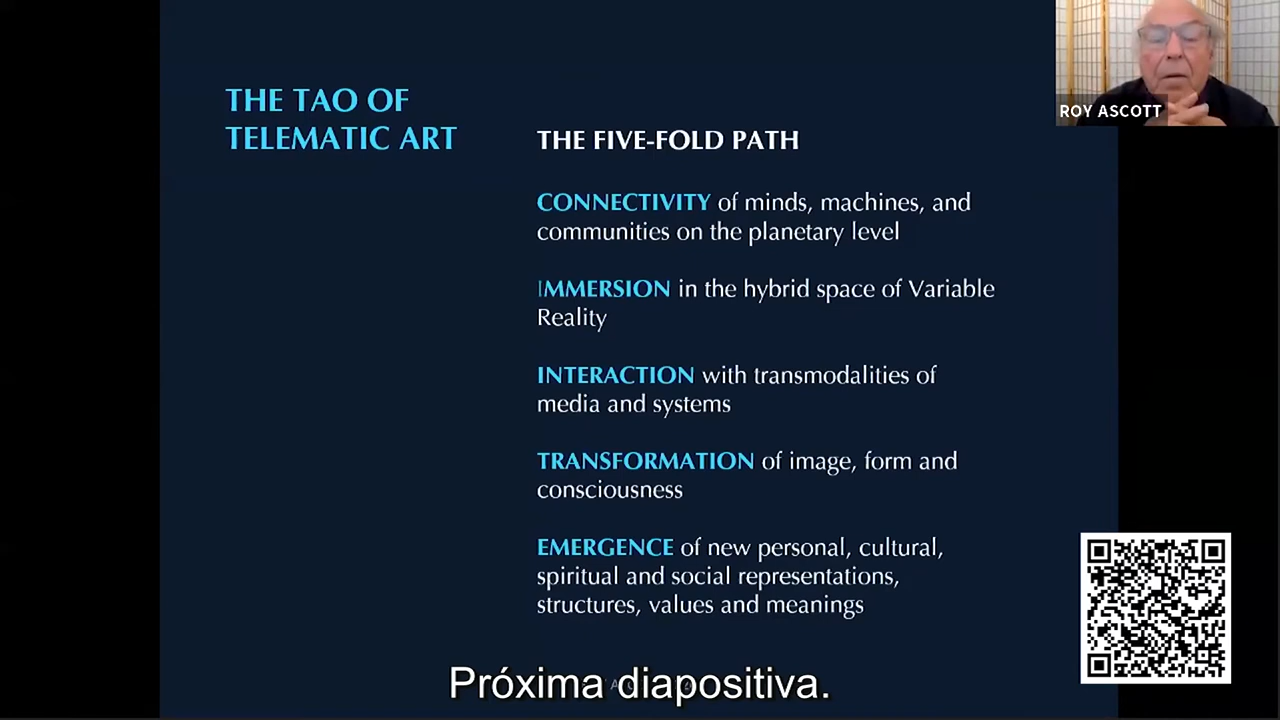 THE TAO OF
TELEMATIC ART
ROY ASCOTT
THE FIVE-FOLD PATH
CONNECTIVITY of minds, machines, and
communities on the planetary level
IMMERSION in the hybrid space of Variable
Reality
INTERACTION with transmodalities of
media and systems
TRANSFORMATION of image, form and
consciousness
EMERGENCE of new personal, cultural,
spiritual and social representations,
structures, values and meanings
Próxima diapositiva.